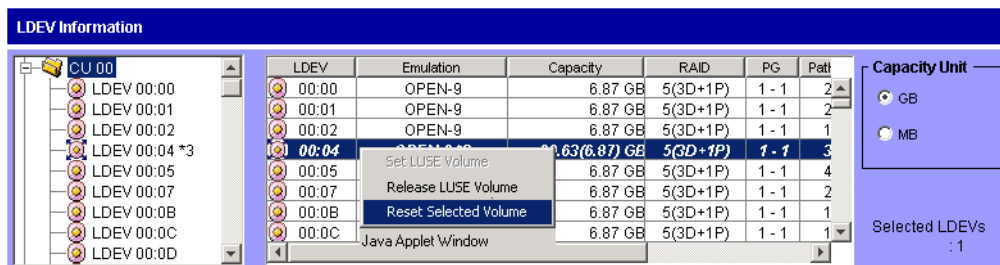 LDEV Information
CU 00
LDEV 00:00
LDEV 00:01
LDEV 00:02
LDEV 00:04 *3
LDEV 00:05
LDEV 00:07
LDEV 00:0B
LDEV 00:0C
LDEV 00:0D
LDEV Emulation Capacity RAID PG Path
00:00 OPEN-9 6.87 GB 5(3D+1P) 1 - 1 2
00:01 OPEN-9 6.87 GB 5(3D+1P) 1 - 1 2
00:02 OPEN-9 6.87 GB 5(3D+1P) 1 - 1 1
00:04 .63(6.87) GB 5(3D+1P) 1 - 1 3
00:05 6.87 GB 5(3D+1P) 1 - 1 4
00:07 6.87 GB 5(3D+1P) 1 - 1 2
00:0B 6.87 GB 5(3D+1P) 1 - 1 1
00:0C 6.87 GB 5(3D+1P) 1 - 1 1
Set LUSE Volume
Release LUSE Volume
Reset Selected Volume
Java Applet Window
Capacity Unit
GB
MB
Selected LDEVs
: 1